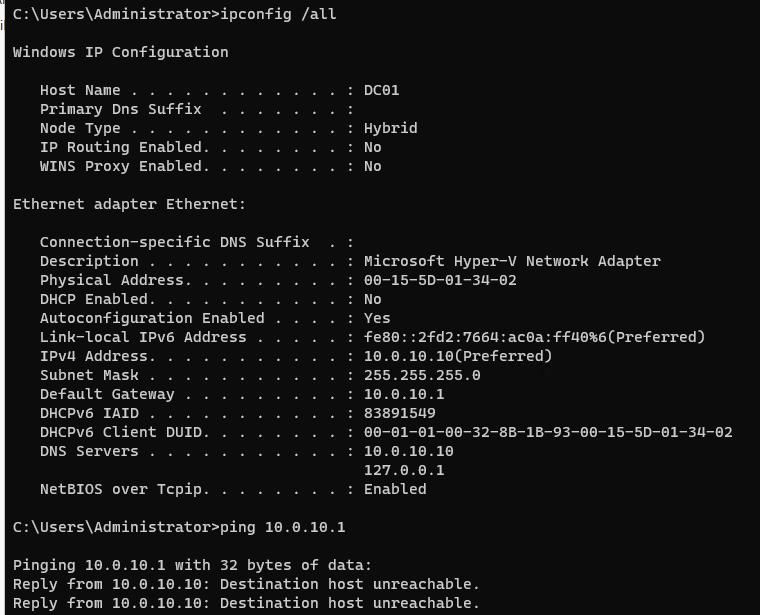 C:\Users\Administrator>ipconfig /all
Windows IP Configuration
Host Name . . . . . . . . . . . . : DC01
Primary Dns Suffix  . . . . . . . :
Node Type . . . . . . . . . . . . : Hybrid
IP Routing Enabled. . . . . . . . : No
WINS Proxy Enabled. . . . . . . . : No
Ethernet adapter Ethernet:
Connection-specific DNS Suffix  . :
Description . . . . . . . . . . . : Microsoft Hyper-V Network Adapter
Physical Address. . . . . . . . . : 00-15-5D-01-34-02
DHCP Enabled. . . . . . . . . . . : No
Autoconfiguration Enabled . . . . : Yes
Link-local IPv6 Address . . . . . : fe80::2fd2:7664:ac0a:ff40%6(Preferred)
IPv4 Address. . . . . . . . . . . : 10.0.10.10(Preferred)
Subnet Mask . . . . . . . . . . . : 255.255.255.0
Default Gateway . . . . . . . . . : 10.0.10.1
DHCPv6 IAID . . . . . . . . . . . : 83891549
DHCPv6 Client DUID. . . . . . . . : 00-01-01-00-32-8B-1B-93-00-15-5D-01-34-02
DNS Servers . . . . . . . . . . . : 10.0.10.10
127.0.0.1
NetBIOS over Tcpip. . . . . . . . : Enabled
C:\Users\Administrator>ping 10.0.10.1
Pinging 10.0.10.1 with 32 bytes of data:
Reply from 10.0.10.10: Destination host unreachable.
Reply from 10.0.10.10: Destination host unreachable.